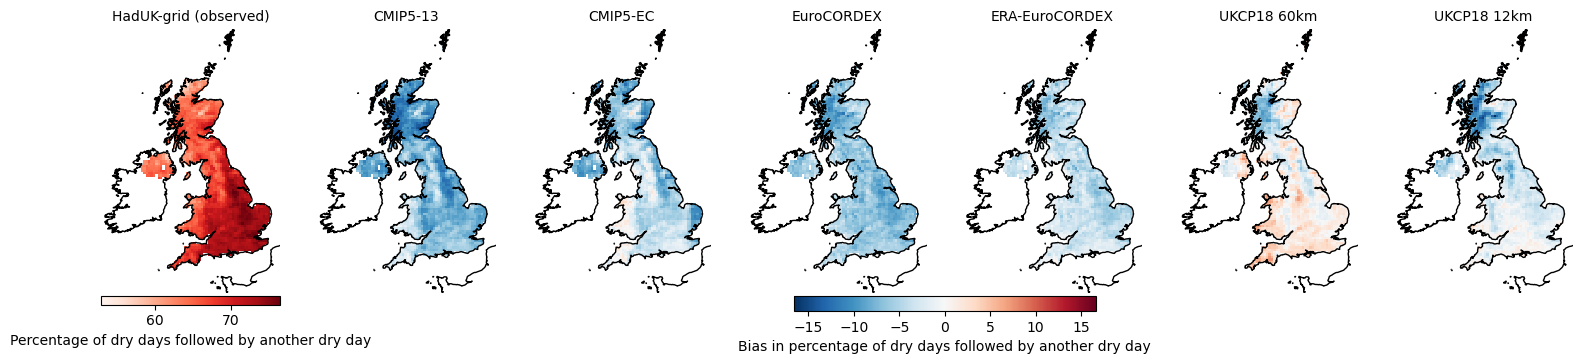 HadUK-grid (observed) CMIP5-13 CMIP5-EC EuroCORDEX ERA-EuroCORDEX UKCP18 60km UKCP18 12km
60 70
Percentage of dry days followed by another dry day
−15 −10 −5 0 5 10 15
Bias in percentage of dry days followed by another dry day